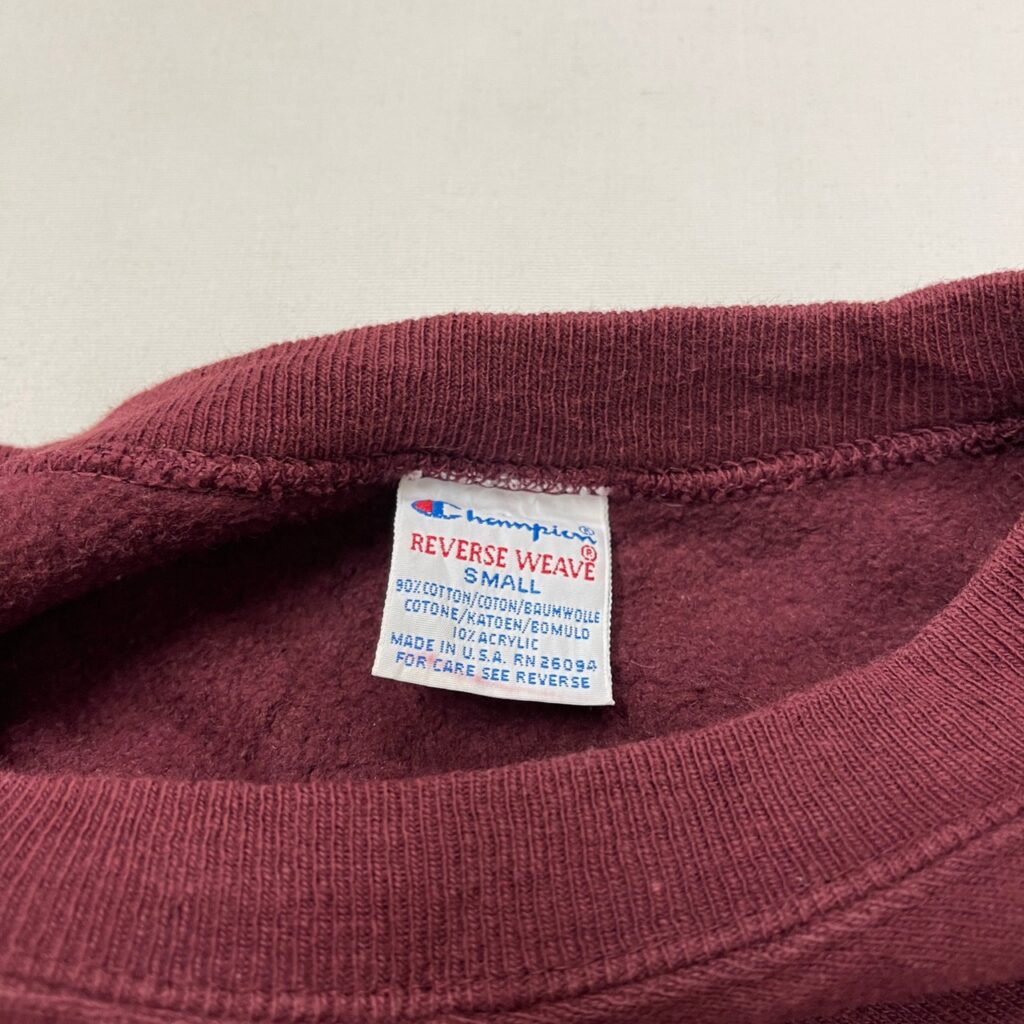 Champion®
REVERSE WEAVE®
SMALL
90% COTTON/COTON/BAUMWOLLE
COTONE/KATOEN/BOMULD
10% ACRYLIC
MADE IN U.S.A. RN 26094
FOR CARE SEE REVERSE